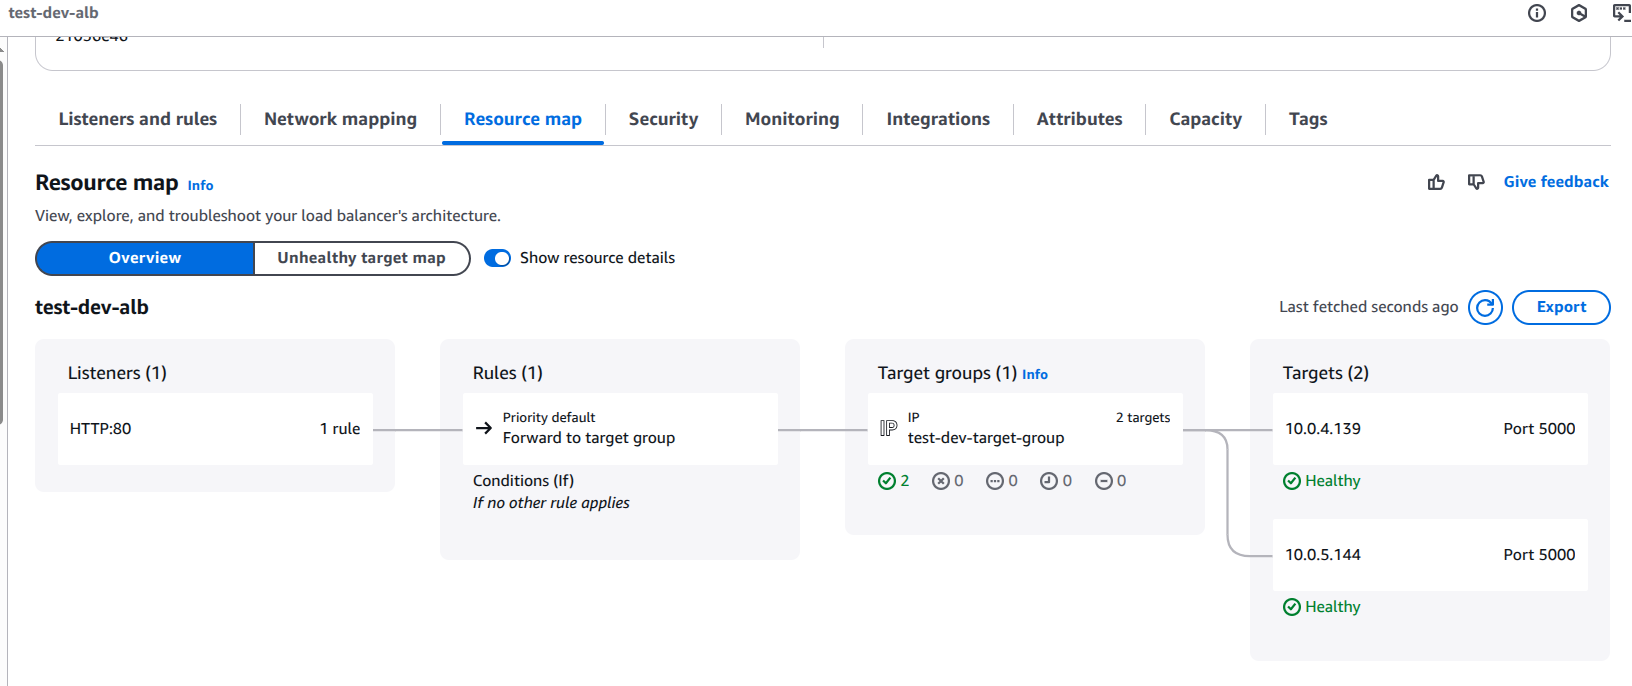 test-dev-alb
Listeners and rules
Network mapping
Resource map
Security
Monitoring
Integrations
Attributes
Capacity
Tags
Resource map Info
Give feedback
View, explore, and troubleshoot your load balancer's architecture.
Overview
Unhealthy target map
Show resource details
test-dev-alb
Last fetched seconds ago
Export
Listeners (1)
HTTP:80 1 rule
Rules (1)
Priority default
Forward to target group
Conditions (If)
If no other rule applies
Target groups (1) Info
IP
IP 2 targets
test-dev-target-group
2 0 0 0 0
Targets (2)
10.0.4.139 Port 5000
Healthy
10.0.5.144 Port 5000
Healthy